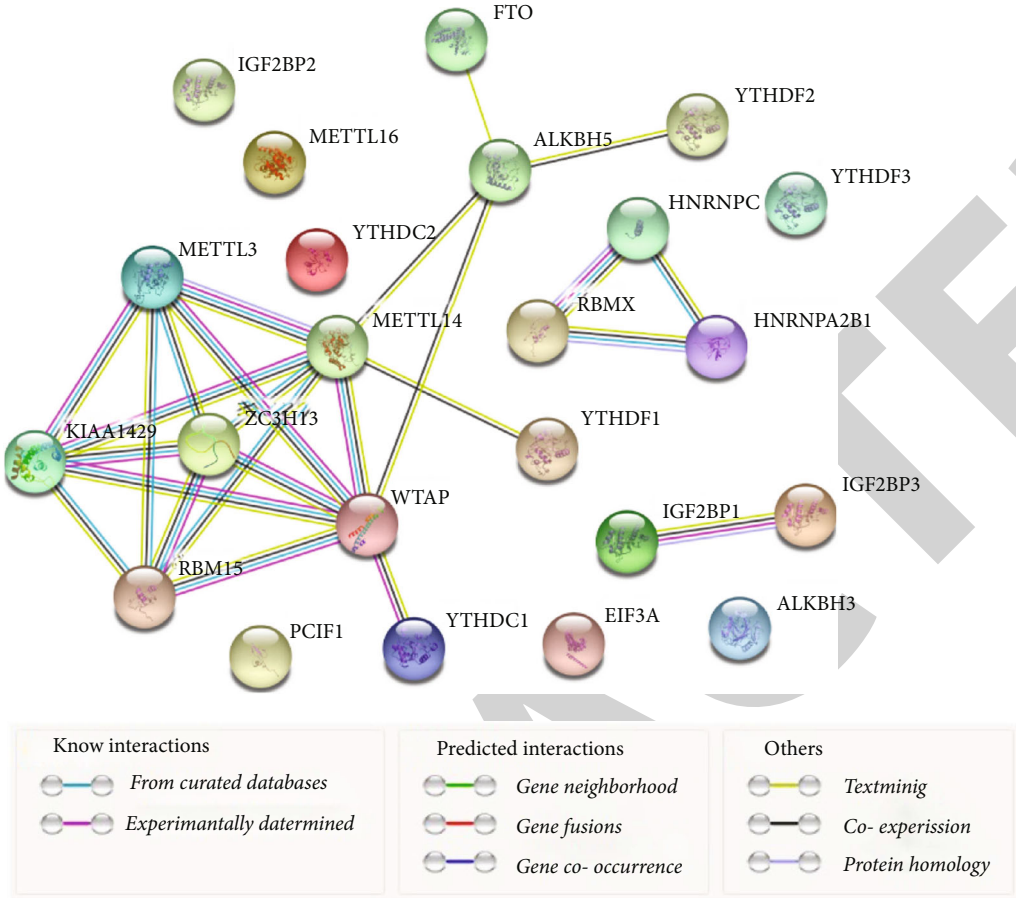 FTO
IGF2BP2
YTHDF2
METTL16
ALKBH5
YTHDF3
HNRNPC
YTHDC2
METTL3
RBMX
HNRNPA2B1
METTL14
ZC3H13
YTHDF1
KIAA1429
WTAP
IGF2BP3
IGF2BP1
RBM15
ALKBH3
EIF3A
YTHDC1
PCIF1
Know interactions
From curated databases
Experimantally datermined
Predicted interactions
Gene neighborhood
Gene fusions
Gene co- occurrence
Others
Textminig
Co- experission
Protein homology